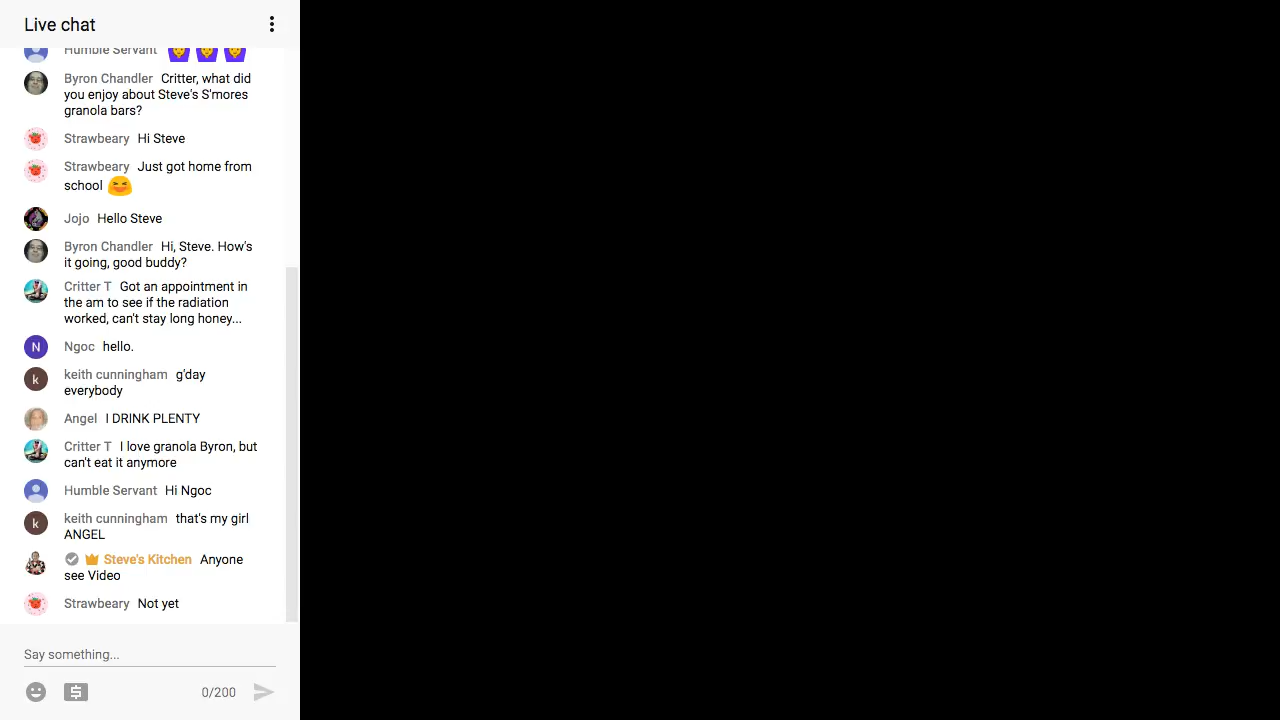 Live chat
Humble Servant
Byron Chandler Critter, what did
you enjoy about Steve's S'mores
granola bars?
Strawbeary Hi Steve
Strawbeary Just got home from
school
Jojo Hello Steve
Byron Chandler Hi, Steve. How's
it going, good buddy?
Critter T Got an appointment in
the am to see if the radiation
worked, can't stay long honey...
N Ngoc hello.
k keith cunningham g'day
everybody
Angel I DRINK PLENTY
Critter T I love granola Byron, but
can't eat it anymore
Humble Servant Hi Ngoc
k keith cunningham that's my girl
ANGEL
Steve's Kitchen Anyone
see Video
Strawbeary Not yet
Say something...
0/200